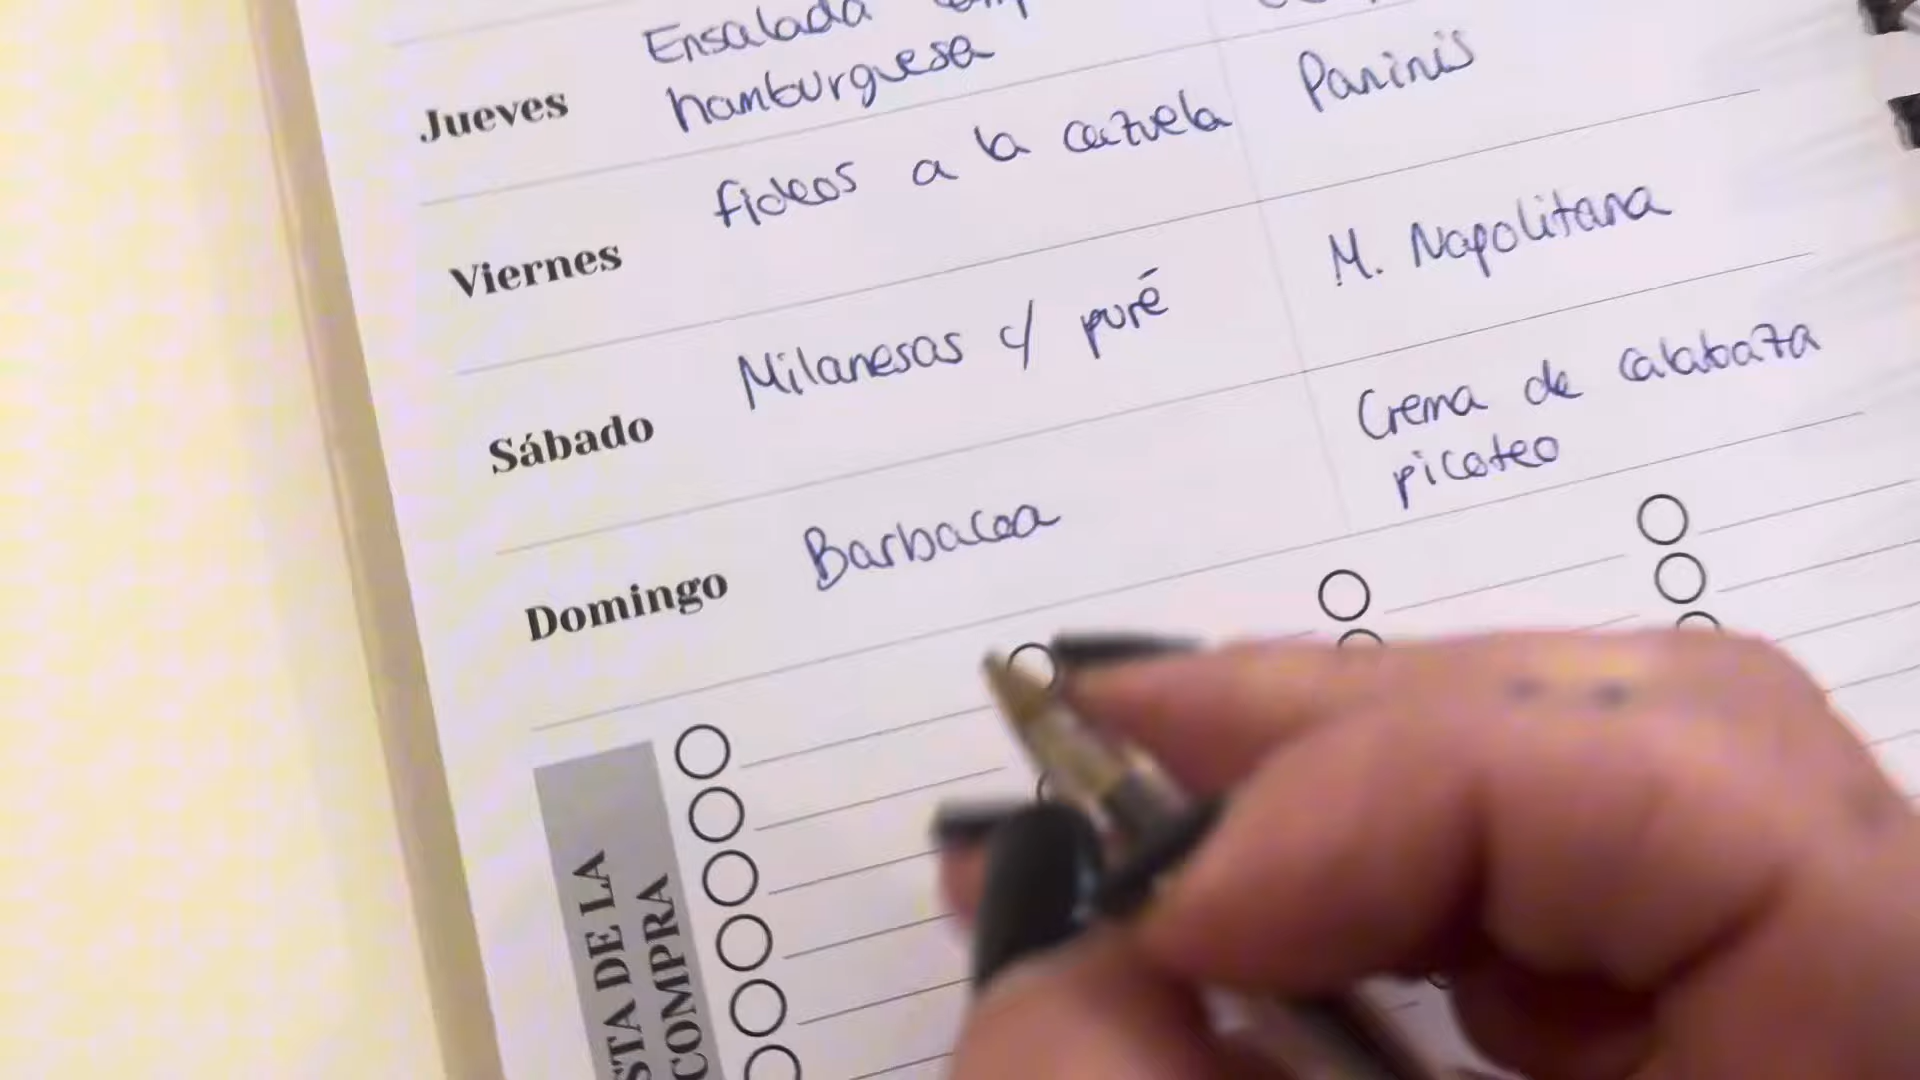 Ensalada
hamburguesa
Jueves
Paninis
fideos a la cazuela
Viernes
M. Napolitana
Milanesas c/ puré
Sábado
Crema de calabaza
picoteo
Barbacoa
Domingo
STA DE LA
COMPRA